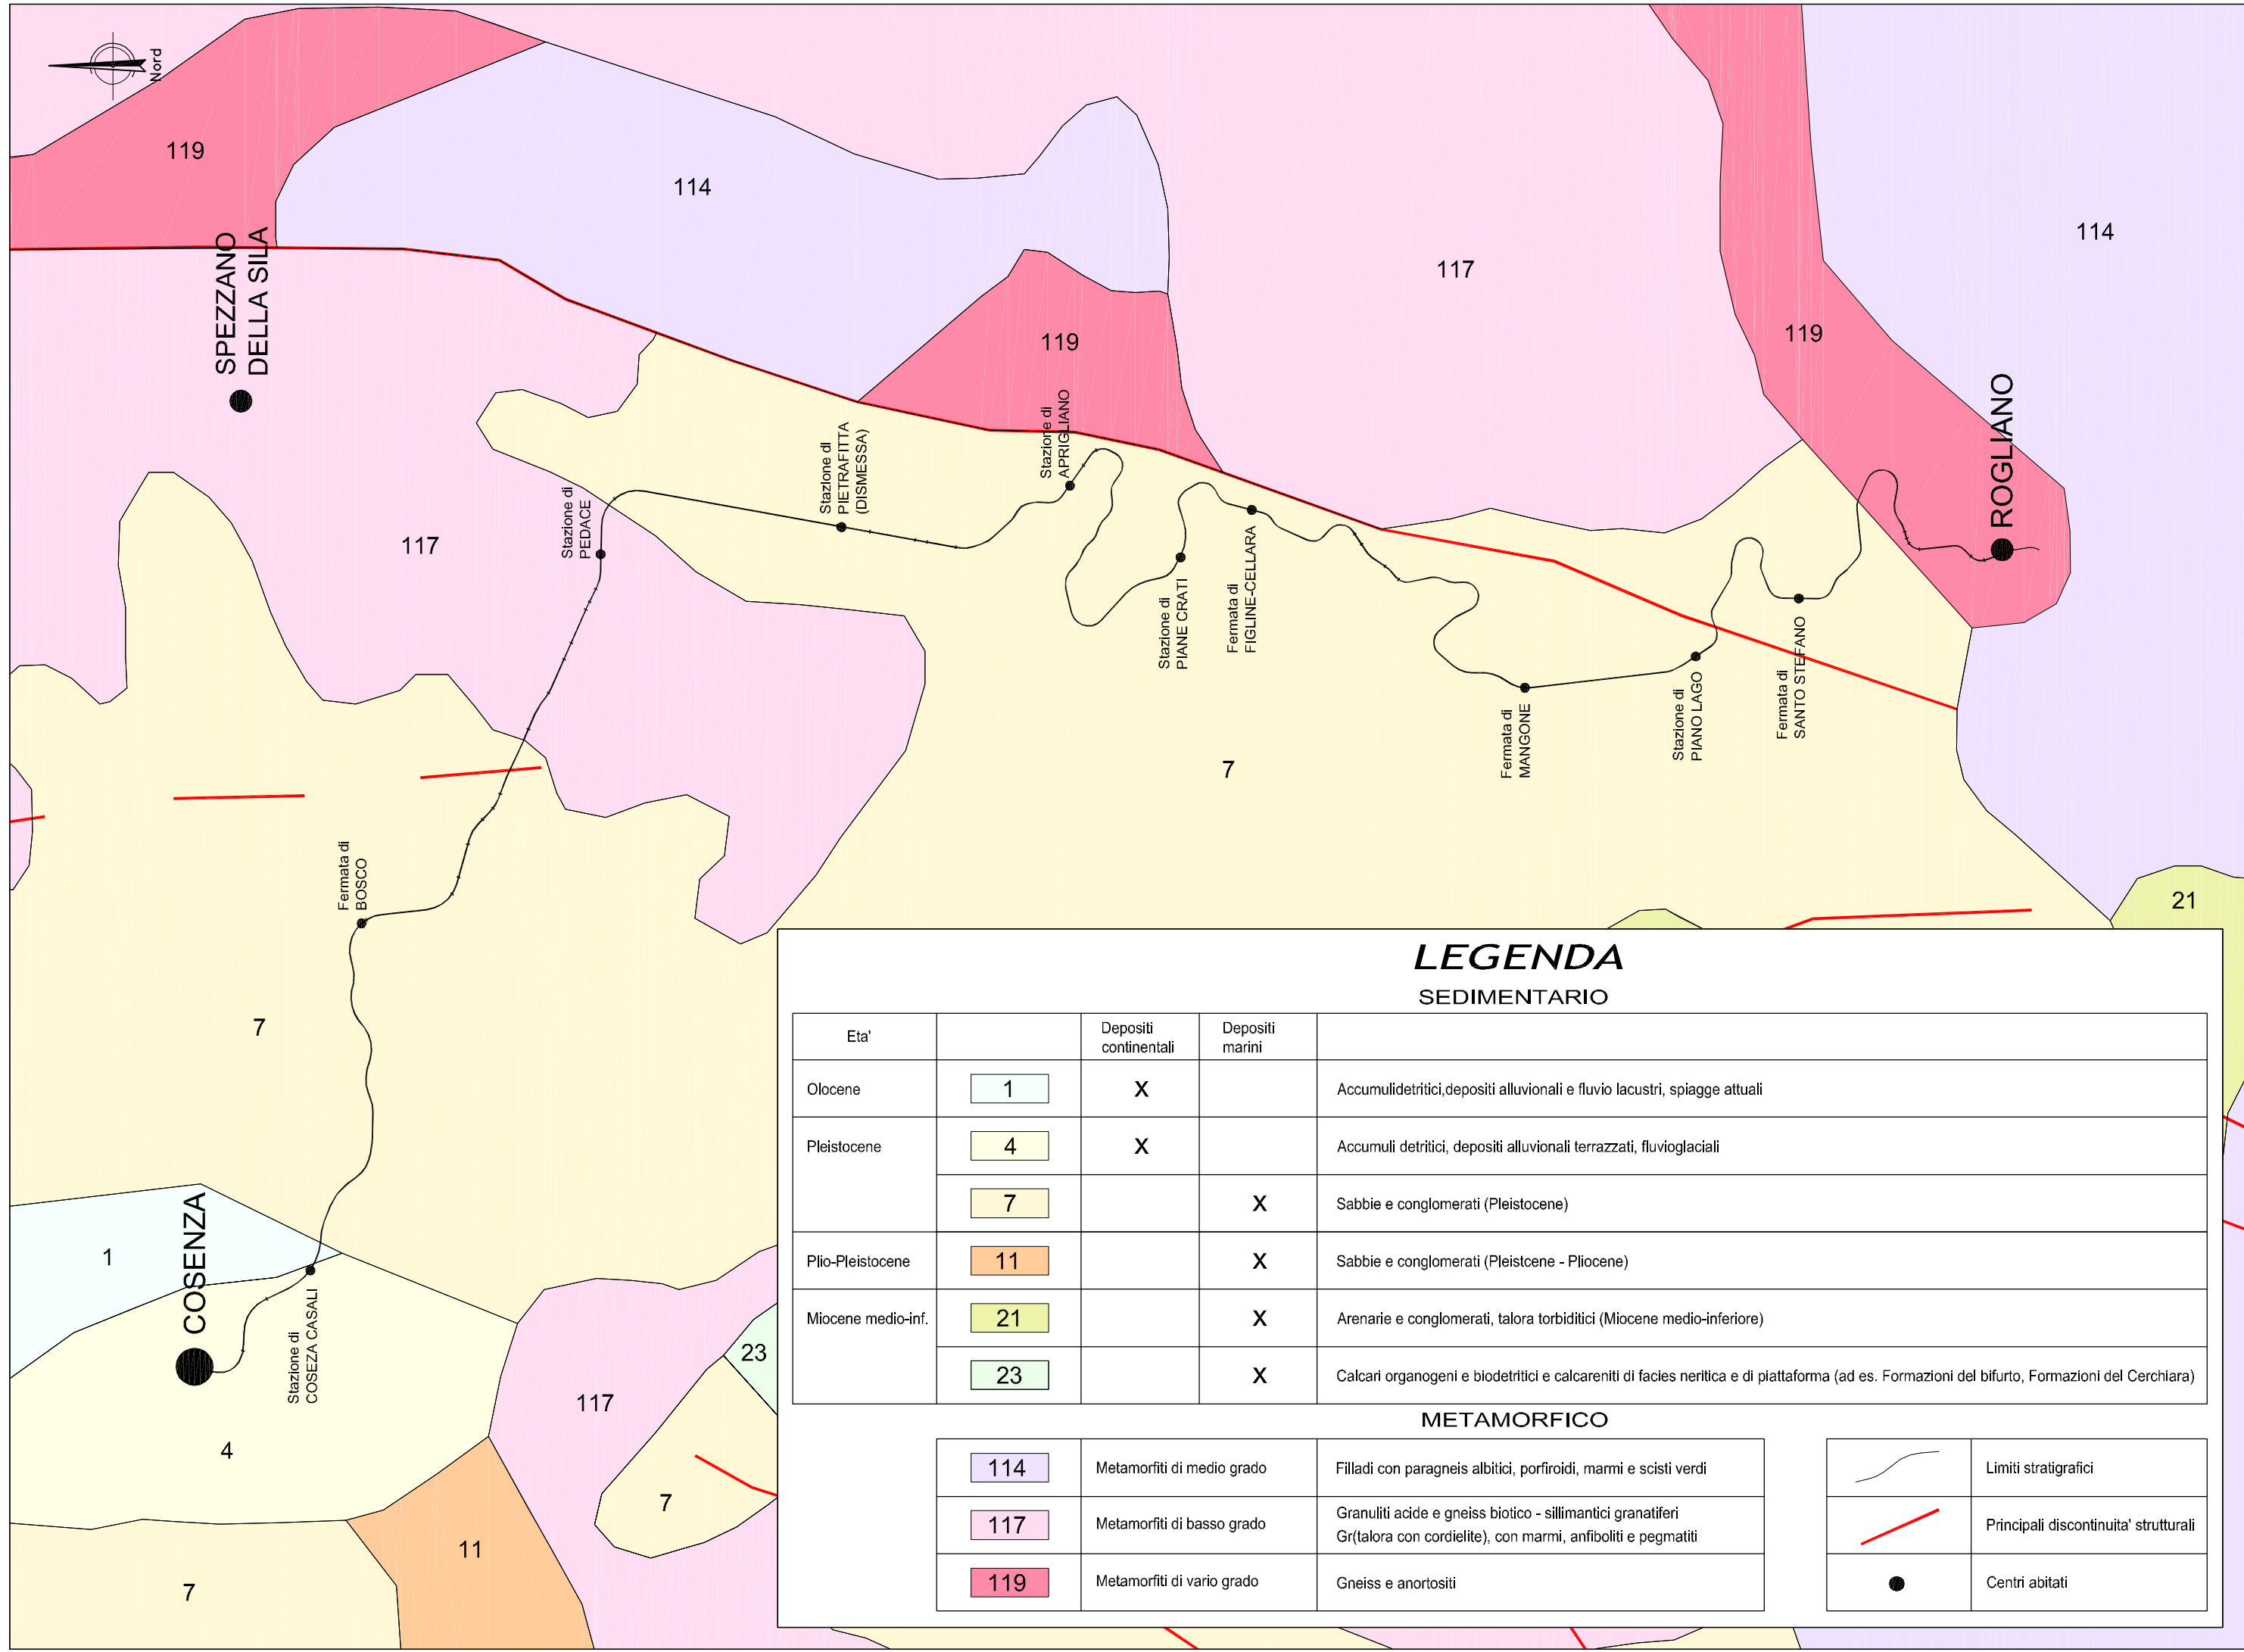 Nord
119
114
114
117
SPEZZANO
DELLA SILA
119
119
117
Stazione di
PEDACE
Stazione di
PIETRAFITTA
(DISMESSA)
Stazione di
APRIGLIANO
Stazione di
PIANE CRATI
Fermata di
FIGLINE-CELLARA
Fermata di
MANGONE
Stazione di
PIANO LAGO
Fermata di
SANTO STEFANO
ROGLIANO
7
Fermata di
BOSCO
21
7
1
COSENZA
Stazione di
COSEZA CASALI
4
23
117
7
11
7
LEGENDA
SEDIMENTARIO
Eta'
Depositi
continentali
Depositi
marini
Olocene 1 X Accumulidetritici,depositi alluvionali e fluvio lacustri, spiagge attuali
Pleistocene 4 X Accumuli detritici, depositi alluvionali terrazzati, fluvioglaciali
7 X Sabbie e conglomerati (Pleistocene)
Plio-Pleistocene 11 X Sabbie e conglomerati (Pleistcene - Pliocene)
Miocene medio-inf. 21 X Arenarie e conglomerati, talora torbiditici (Miocene medio-inferiore)
23 X Calcari organogeni e biodetritici e calcareniti di facies neritica e di piattaforma (ad es. Formazioni del bifurto, Formazioni del Cerchiara)
METAMORFICO
114 Metamorfiti di medio grado Filladi con paragneis albitici, porfiroidi, marmi e scisti verdi
117 Metamorfiti di basso grado Granuliti acide e gneiss biotico - sillimantici granatiferi
Gr(talora con cordielite), con marmi, anfiboliti e pegmatiti
119 Metamorfiti di vario grado Gneiss e anortositi
Limiti stratigrafici
Principali discontinuita' strutturali
Centri abitati